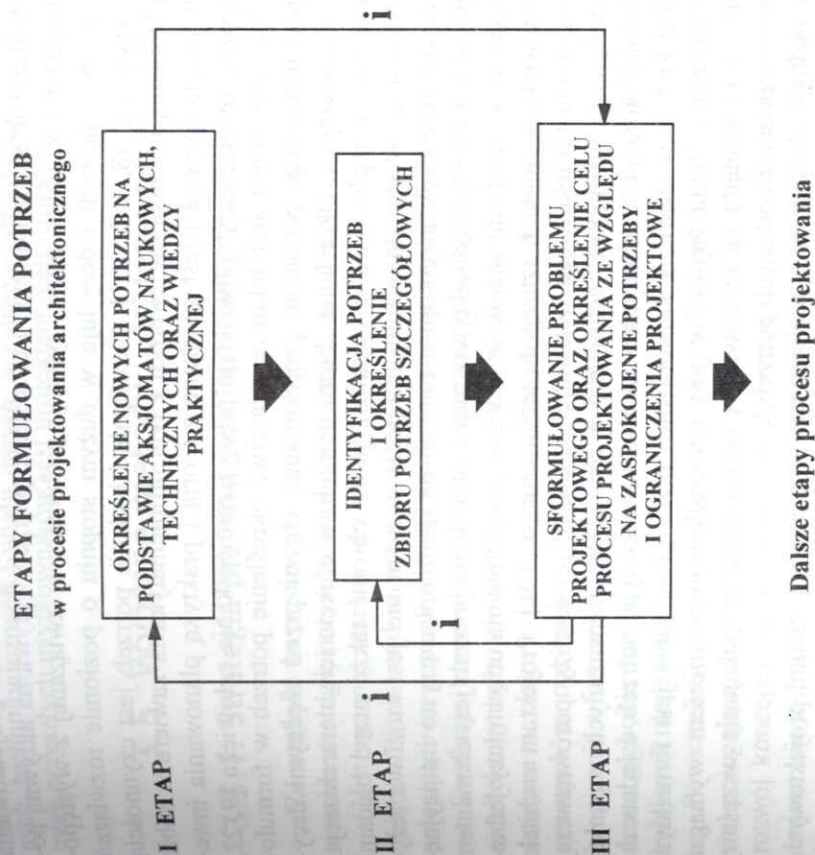 ETAPY FORMUŁOWANIA POTRZEB
w procesie projektowania architektonicznego
I ETAP
OKREŚLENIE NOWYCH POTRZEB NA
PODSTAWIE AKSJOMATÓW NAUKOWYCH,
TECHNICZNYCH ORAZ WIEDZY
PRAKTYCZNEJ
i
II ETAP
IDENTYFIKACJA POTRZEB
I OKREŚLENIE
ZBIORU POTRZEB SZCZEGÓŁOWYCH
i
i
III ETAP
SFORMUŁOWANIE PROBLEMU
PROJEKTOWEGO ORAZ OKREŚLENIE CELU
PROCESU PROJEKTOWANIA ZE WZGLĘDU
NA ZASPOKOJENIE POTRZEBY
I OGRANICZENIA PROJEKTOWE
Dalsze etapy procesu projektowania